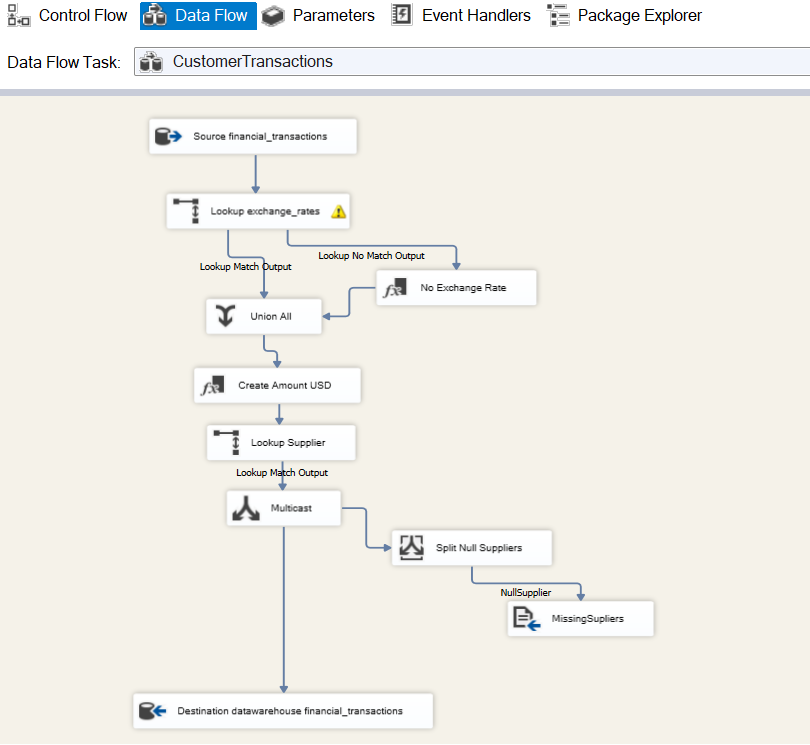 Control Flow
Data Flow
Parameters
Event Handlers
Package Explorer
Data Flow Task:
CustomerTransactions
Source financial_transactions
Lookup exchange_rates
Lookup No Match Output
Lookup Match Output
No Exchange Rate
Union All
Create Amount USD
Lookup Supplier
Lookup Match Output
Multicast
Split Null Suppliers
NullSupplier
MissingSupliers
Destination datawarehouse financial_transactions